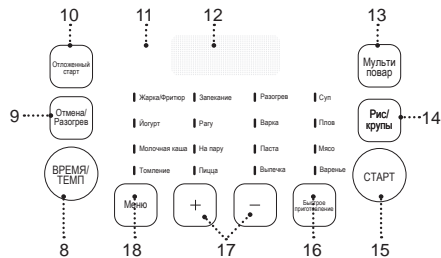 10 11 12 13
Отложенный
старт
Мульти
повар
Жарка/Фритюр Запекание Разогрев Суп
9 Отмена/
Разогрев
Рис/
крупы 14
Йогурт Рагу Варка Плов
Молочная каша На пару Паста Мясо
ВРЕМЯ/
ТЕМП
СТАРТ
Томление Пицца Выпечка Варенье
Меню + − Быстрое
приготовление
8 18 17 16 15